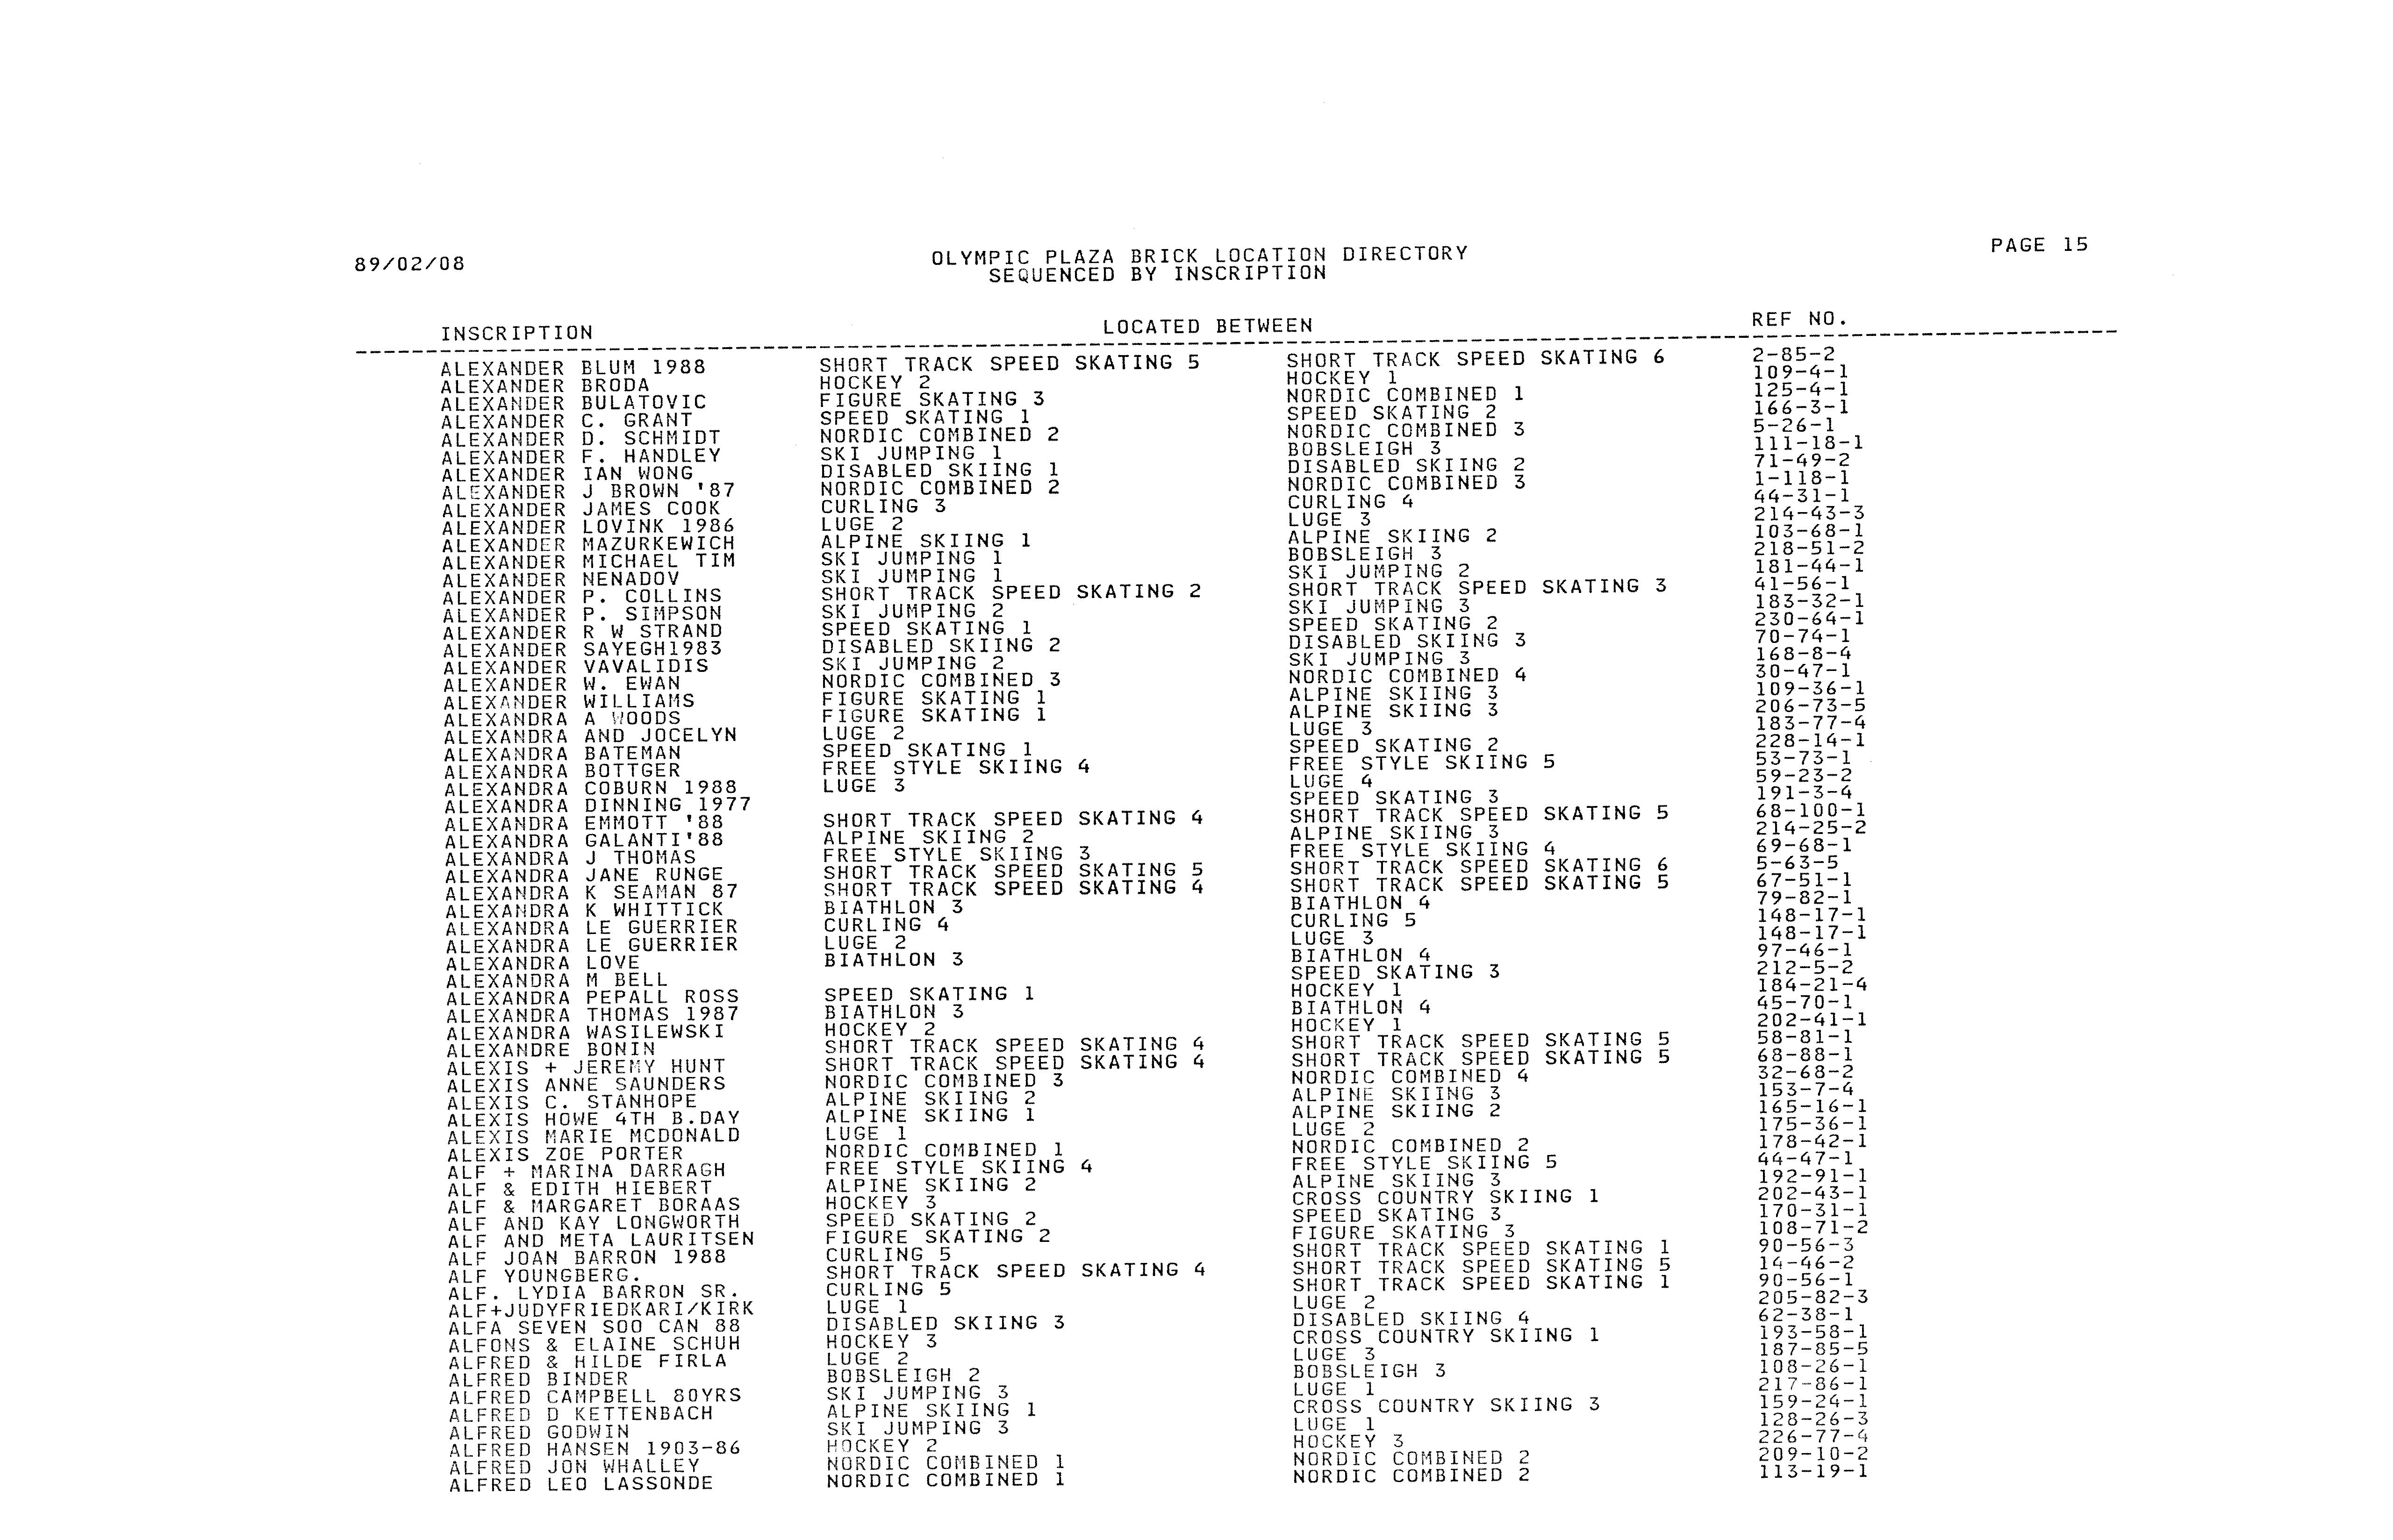 89/02/08 OLYMPIC PLAZA BRICK LOCATION DIRECTORY PAGE 15
SEQUENCED BY INSCRIPTION
INSCRIPTION LOCATED BETWEEN REF NO.
ALEXANDER BLUM 1988 SHORT TRACK SPEED SKATING 5 SHORT TRACK SPEED SKATING 6 2-85-2
ALEXANDER BRODA HOCKEY 2 HOCKEY 1 109-4-1
ALEXANDER BULATOVIC FIGURE SKATING 3 NORDIC COMBINED 1 125-4-1
ALEXANDER C. GRANT SPEED SKATING 1 SPEED SKATING 2 166-3-1
ALEXANDER D. SCHMIDT NORDIC COMBINED 2 NORDIC COMBINED 3 5-26-1
ALEXANDER F. HANDLEY SKI JUMPING 1 BOBSLEIGH 3 111-18-1
ALEXANDER IAN WONG DISABLED SKIING 1 DISABLED SKIING 2 71-49-2
ALEXANDER J BROWN '87 NORDIC COMBINED 2 NORDIC COMBINED 3 1-118-1
ALEXANDER JAMES COOK CURLING 3 CURLING 4 44-31-1
ALEXANDER LOVINK 1986 LUGE 2 LUGE 3 214-43-3
ALEXANDER MAZURKEWICH ALPINE SKIING 1 ALPINE SKIING 2 103-68-1
ALEXANDER MICHAEL TIM SKI JUMPING 1 BOBSLEIGH 3 218-51-2
ALEXANDER NENADOV SKI JUMPING 1 SKI JUMPING 2 181-44-1
ALEXANDER P. COLLINS SHORT TRACK SPEED SKATING 2 SHORT TRACK SPEED SKATING 3 41-56-1
ALEXANDER P. SIMPSON SKI JUMPING 2 SKI JUMPING 3 183-32-1
ALEXANDER R W STRAND SPEED SKATING 1 SPEED SKATING 2 230-64-1
ALEXANDER SAYEGH1983 DISABLED SKIING 2 DISABLED SKIING 3 70-74-1
ALEXANDER VAVALIDIS SKI JUMPING 2 SKI JUMPING 3 168-8-4
ALEXANDER W. EWAN NORDIC COMBINED 3 NORDIC COMBINED 4 30-47-1
ALEXANDER WILLIAMS FIGURE SKATING 1 ALPINE SKIING 3 109-36-1
ALEXANDRA A WOODS FIGURE SKATING 1 ALPINE SKIING 3 206-73-5
ALEXANDRA AND JOCELYN LUGE 2 LUGE 3 183-77-4
ALEXANDRA BATEMAN SPEED SKATING 1 SPEED SKATING 2 228-14-1
ALEXANDRA BOTTGER FREE STYLE SKIING 4 FREE STYLE SKIING 5 53-73-1
ALEXANDRA COBURN 1988 LUGE 3 LUGE 4 59-23-2
ALEXANDRA DINNING 1977 SPEED SKATING 3 191-3-4
ALEXANDRA EMMOTT '88 SHORT TRACK SPEED SKATING 4 SHORT TRACK SPEED SKATING 5 68-100-1
ALEXANDRA GALANTI'88 ALPINE SKIING 2 ALPINE SKIING 3 214-25-2
ALEXANDRA J THOMAS FREE STYLE SKIING 3 FREE STYLE SKIING 4 69-68-1
ALEXANDRA JANE RUNGE SHORT TRACK SPEED SKATING 5 SHORT TRACK SPEED SKATING 6 5-63-5
ALEXANDRA K SEAMAN 87 SHORT TRACK SPEED SKATING 4 SHORT TRACK SPEED SKATING 5 67-51-1
ALEXANDRA K WHITTICK BIATHLON 3 BIATHLON 4 79-82-1
ALEXANDRA LE GUERRIER CURLING 4 CURLING 5 148-17-1
ALEXANDRA LE GUERRIER LUGE 2 LUGE 3 148-17-1
ALEXANDRA LOVE BIATHLON 3 BIATHLON 4 97-46-1
ALEXANDRA M BELL SPEED SKATING 3 212-5-2
ALEXANDRA PEPALL ROSS SPEED SKATING 1 HOCKEY 1 184-21-4
ALEXANDRA THOMAS 1987 BIATHLON 3 BIATHLON 4 45-70-1
ALEXANDRA WASILEWSKI HOCKEY 2 HOCKEY 1 202-41-1
ALEXANDRE BONIN SHORT TRACK SPEED SKATING 4 SHORT TRACK SPEED SKATING 5 58-81-1
ALEXIS + JEREMY HUNT SHORT TRACK SPEED SKATING 4 SHORT TRACK SPEED SKATING 5 68-88-1
ALEXIS ANNE SAUNDERS NORDIC COMBINED 3 NORDIC COMBINED 4 32-68-2
ALEXIS C. STANHOPE ALPINE SKIING 2 ALPINE SKIING 3 153-7-4
ALEXIS HOWE 4TH B.DAY ALPINE SKIING 1 ALPINE SKIING 2 165-16-1
ALEXIS MARIE MCDONALD LUGE 1 LUGE 2 175-36-1
ALEXIS ZOE PORTER NORDIC COMBINED 1 NORDIC COMBINED 2 178-42-1
ALF + MARINA DARRAGH FREE STYLE SKIING 4 FREE STYLE SKIING 5 44-47-1
ALF & EDITH HIEBERT ALPINE SKIING 2 ALPINE SKIING 3 192-91-1
ALF & MARGARET BORAAS HOCKEY 3 CROSS COUNTRY SKIING 1 202-43-1
ALF AND KAY LONGWORTH SPEED SKATING 2 SPEED SKATING 3 170-31-1
ALF AND META LAURITSEN FIGURE SKATING 2 FIGURE SKATING 3 108-71-2
ALF JOAN BARRON 1988 CURLING 5 SHORT TRACK SPEED SKATING 1 90-56-3
ALF YOUNGBERG. SHORT TRACK SPEED SKATING 4 SHORT TRACK SPEED SKATING 5 14-46-2
ALF. LYDIA BARRON SR. CURLING 5 SHORT TRACK SPEED SKATING 1 90-56-1
ALF+JUDYFRIEDKARI/KIRK LUGE 1 LUGE 2 205-82-3
ALFA SEVEN SOO CAN 88 DISABLED SKIING 3 DISABLED SKIING 4 62-38-1
ALFONS & ELAINE SCHUH HOCKEY 3 CROSS COUNTRY SKIING 1 193-58-1
ALFRED & HILDE FIRLA LUGE 2 LUGE 3 187-85-5
ALFRED BINDER BOBSLEIGH 2 BOBSLEIGH 3 108-26-1
ALFRED CAMPBELL 80YRS SKI JUMPING 3 LUGE 1 217-86-1
ALFRED D KETTENBACH ALPINE SKIING 1 CROSS COUNTRY SKIING 3 159-24-1
ALFRED GODWIN SKI JUMPING 3 LUGE 1 128-26-3
ALFRED HANSEN 1903-86 HOCKEY 2 HOCKEY 3 226-77-4
ALFRED JON WHALLEY NORDIC COMBINED 1 NORDIC COMBINED 2 209-10-2
ALFRED LEO LASSONDE NORDIC COMBINED 1 NORDIC COMBINED 2 113-19-1